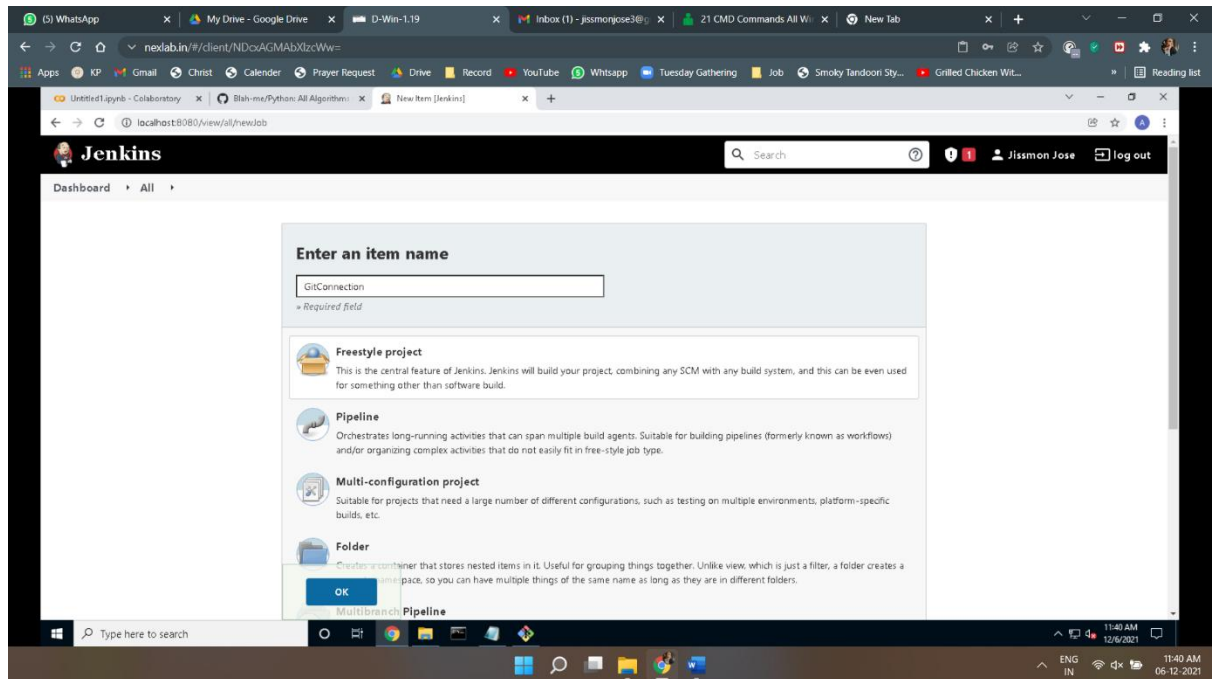 (5) WhatsApp
My Drive - Google Drive
D-Win-1.19
Inbox (1) - jissmonjose3@g
21 CMD Commands All Wi
New Tab
nexlab.in/#/client/NDcxAGMAbXlzcWw=
Apps KP Gmail Christ Calender Prayer Request Drive Record YouTube Whtsapp Tuesday Gathering Job Smoky Tandoori Sty... Grilled Chicken Wit... » Reading list
Untitled1.ipynb - Colaboratory
Blah-me/Python: All Algorithms
New Item [Jenkins]
localhost:8080/view/all/newJob
A
Jenkins
Search
1
Jissmon Jose
log out
Dashboard All
Enter an item name
GitConnection
» Required field
Freestyle project
This is the central feature of Jenkins. Jenkins will build your project, combining any SCM with any build system, and this can be even used
for something other than software build.
Pipeline
Orchestrates long-running activities that can span multiple build agents. Suitable for building pipelines (formerly known as workflows)
and/or organizing complex activities that do not easily fit in free-style job type.
Multi-configuration project
Suitable for projects that need a large number of different configurations, such as testing on multiple environments, platform-specific
builds, etc.
Folder
Creates a container that stores nested items in it. Useful for grouping things together. Unlike view, which is just a filter, a folder creates a
space, so you can have multiple things of the same name as long as they are in different folders.
OK
Multibranch Pipeline
Type here to search
11:40 AM
12/6/2021
ENG
IN
11:40 AM
06-12-2021